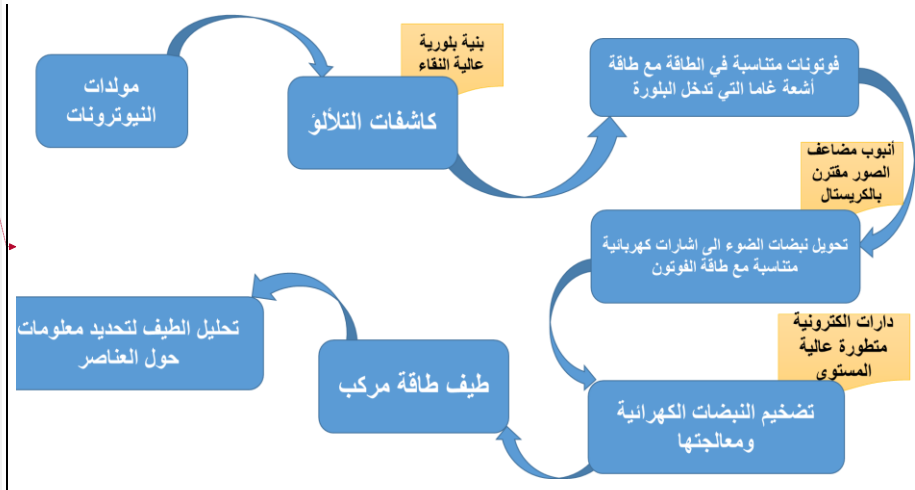 مولدات
النيوترونات
بنية بلورية
عالية النقاء
كاشفات التلألؤ
فوتونات متناسبة في الطاقة مع طاقة
أشعة غاما التي تدخل البلورة
أنبوب مضاعف
الصور مقترن
بالكريستال
تحويل نبضات الضوء الى اشارات كهربائية
متناسبة مع طاقة الفوتون
دارات الكترونية
متطورة عالية
المستوى
تضخيم النبضات الكهرائية
ومعالجتها
طيف طاقة مركب
تحليل الطيف لتحديد معلومات
حول العناصر